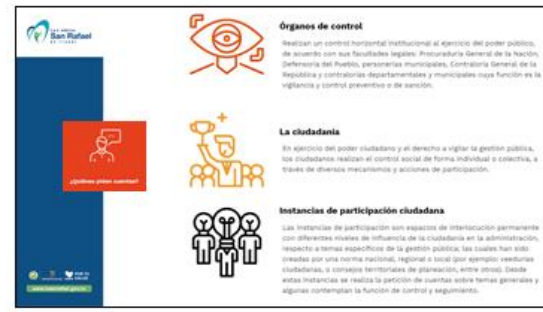 San Rafael
¿Quiénes piden cuentas?
Órganos de control
Realizan un control horizontal institucional al ejercicio del poder público,
de acuerdo con sus facultades legales: Procuraduría General de la Nación,
Defensoría del Pueblo, personerías municipales, Contraloría General de la
República y contralorías departamentales y municipales cuya función es la
vigilancia y control preventivo o de sanción.
La ciudadanía
En ejercicio del poder ciudadano y el derecho a vigilar la gestión pública,
los ciudadanos realizan el control social de forma individual o colectiva, a
través de diversos mecanismos y acciones de participación.
Instancias de participación ciudadana
Las instancias de participación son espacios de interlocución permanente
con diferentes niveles de influencia de la ciudadanía en la administración,
respecto a temas específicos de la gestión pública; las cuales han sido
creadas por una norma nacional, regional o local (por ejemplo: veedurías
ciudadanas, o consejos territoriales de planeación, entre otros). Desde
estas instancias se realiza la petición de cuentas sobre temas generales y
algunas contemplan la función de control y seguimiento.